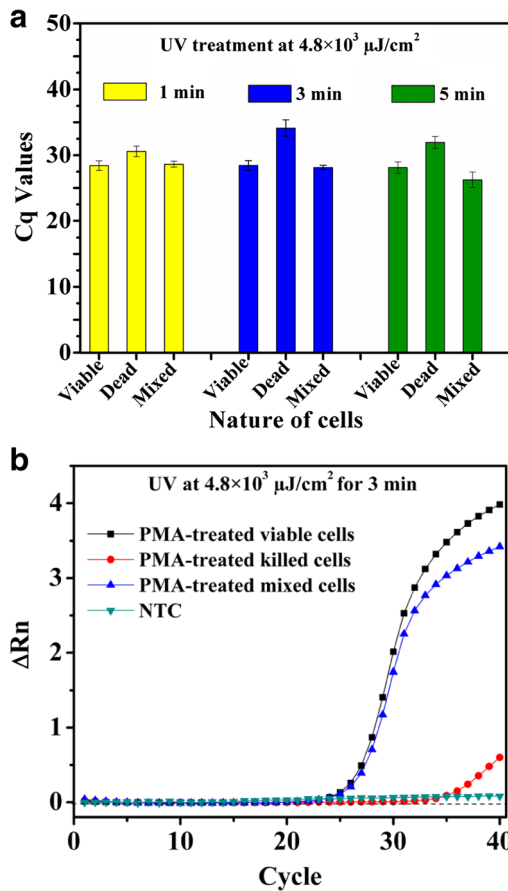 a
UV treatment at 4.8×10³ μJ/cm²
1 min 3 min 5 min
Cq Values
50
40
30
20
10
0
Viable Dead Mixed Viable Dead Mixed Viable Dead Mixed
Nature of cells
b
UV at 4.8×10³ μJ/cm² for 3 min
PMA-treated viable cells
PMA-treated killed cells
PMA-treated mixed cells
NTC
ΔRn
4
3
2
1
0
0 10 20 30 40
Cycle